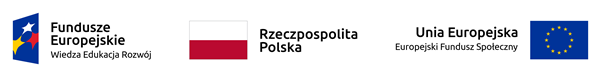 Fundusze
Europejskie
Wiedza Edukacja Rozwój
Rzeczpospolita
Polska
Unia Europejska
Europejski Fundusz Społeczny